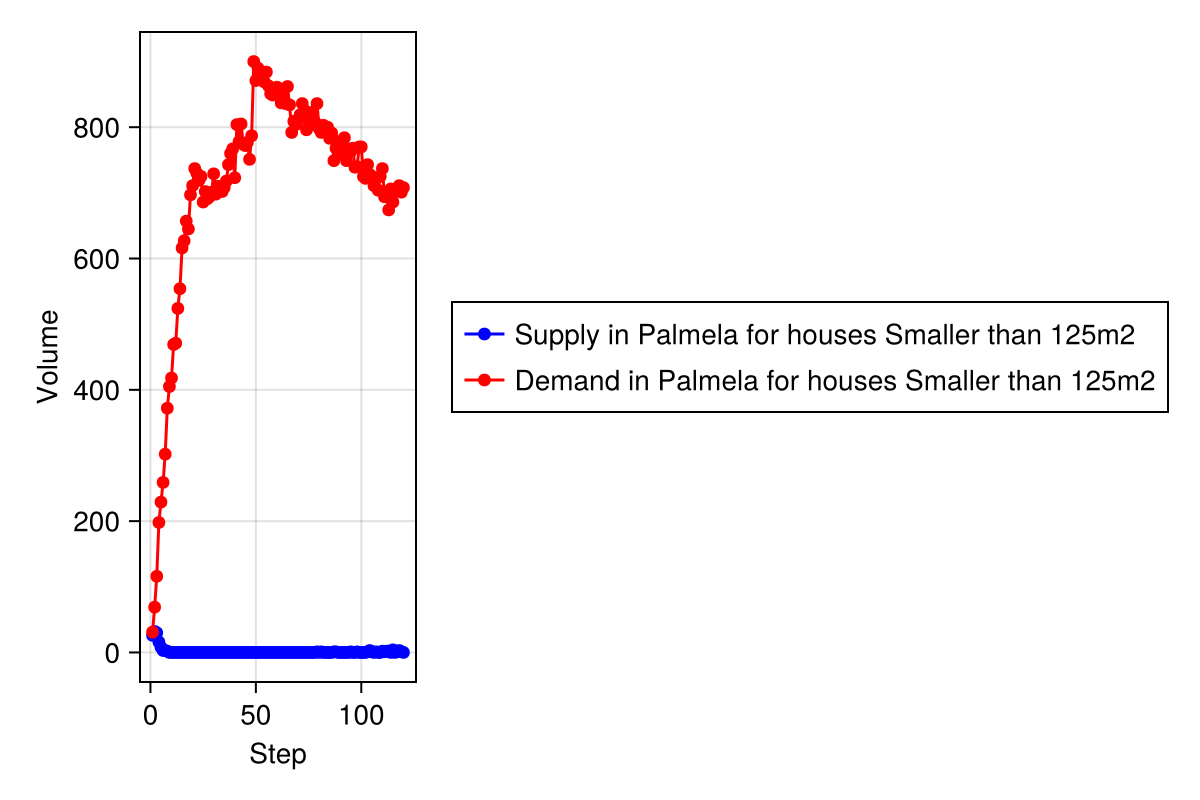 Volume
800
600
400
200
0
0 50 100
Step
Supply in Palmela for houses Smaller than 125m2
Demand in Palmela for houses Smaller than 125m2